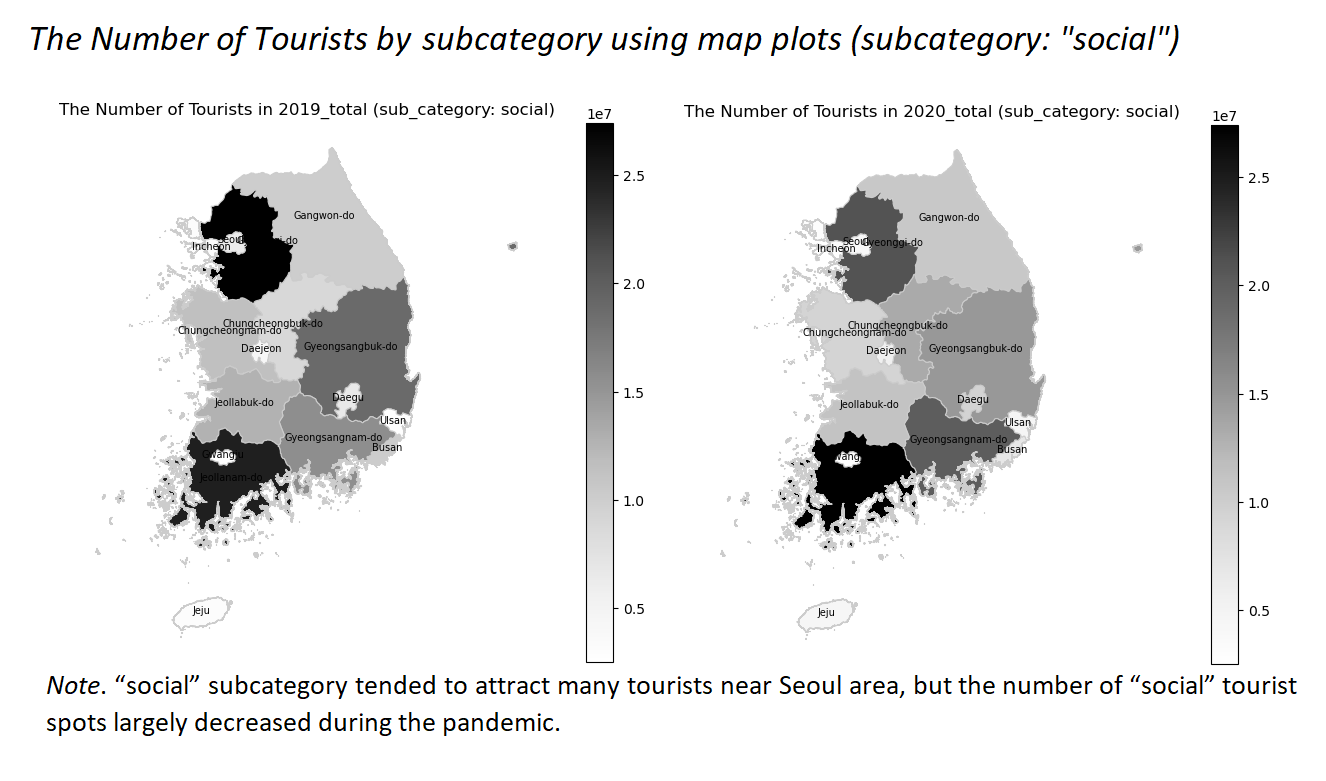 The Number of Tourists by subcategory using map plots (subcategory: "social")
The Number of Tourists in 2019_total (sub_category: social)
1e7
2.5
2.0
1.5
1.0
0.5
Gangwon-do
Seoul
Incheon
Chungcheongbuk-do
Chungcheongnam-do
Daejeon
Gyeongsangbuk-do
Jeollabuk-do
Daegu
Ulsan
Gyeongsangnam-do
Busan
Gwangju
Jeollanam-do
Jeju
The Number of Tourists in 2020_total (sub_category: social)
1e7
2.5
2.0
1.5
1.0
0.5
Gangwon-do
Seoul
Gyeonggi-do
Incheon
Chungcheongbuk-do
Chungcheongnam-do
Daejeon
Gyeongsangbuk-do
Jeollabuk-do
Daegu
Ulsan
Gyeongsangnam-do
Busan
Jeju
Note. “social” subcategory tended to attract many tourists near Seoul area, but the number of “social” tourist
spots largely decreased during the pandemic.